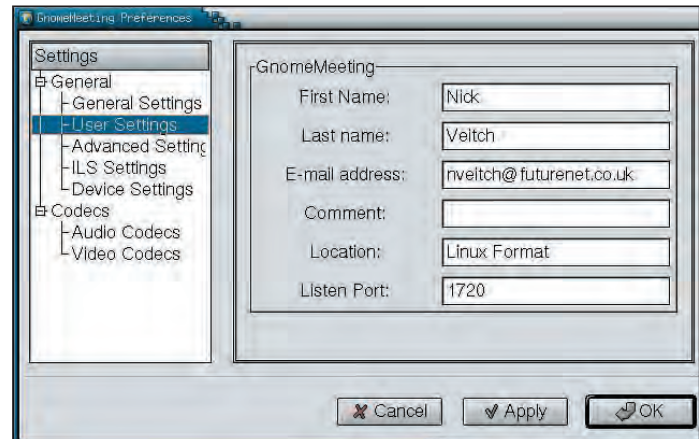 GnomeMeeting Preferences
Settings
General
General Settings
User Settings
Advanced Setting
ILS Settings
Device Settings
Codecs
Audio Codecs
Video Codecs
GnomeMeeting
First Name: Nick
Last name: Veitch
E-mail address: nveitch@futurenet.co.uk
Comment:
Location: Linux Format
Listen Port: 1720
Cancel Apply OK